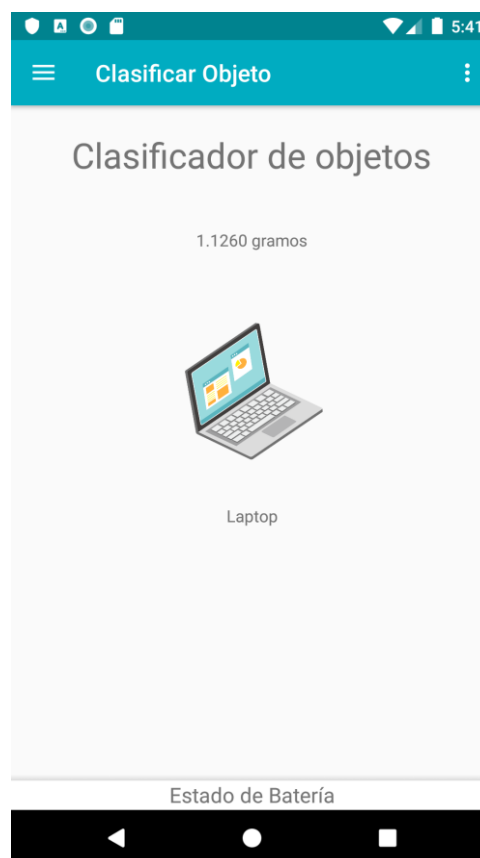 5:41
Clasificar Objeto
Clasificador de objetos
1.1260 gramos
Laptop
Estado de Batería